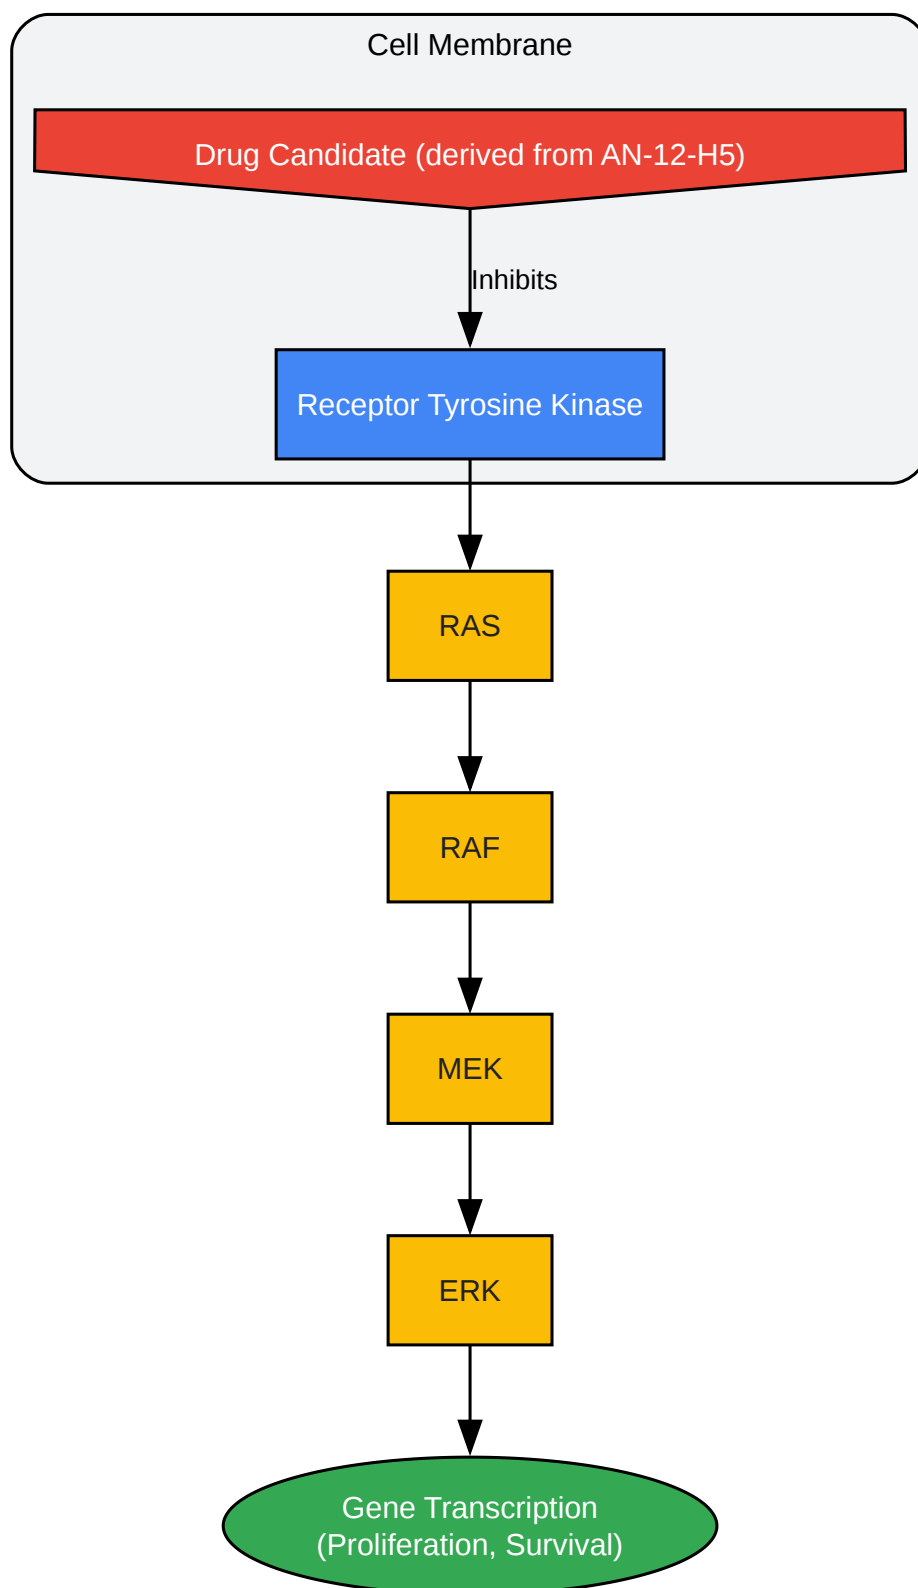 Cell Membrane
Drug Candidate (derived from AN-12-H5)
Inhibits
Receptor Tyrosine Kinase
RAS
RAF
MEK
ERK
Gene Transcription
(Proliferation, Survival)